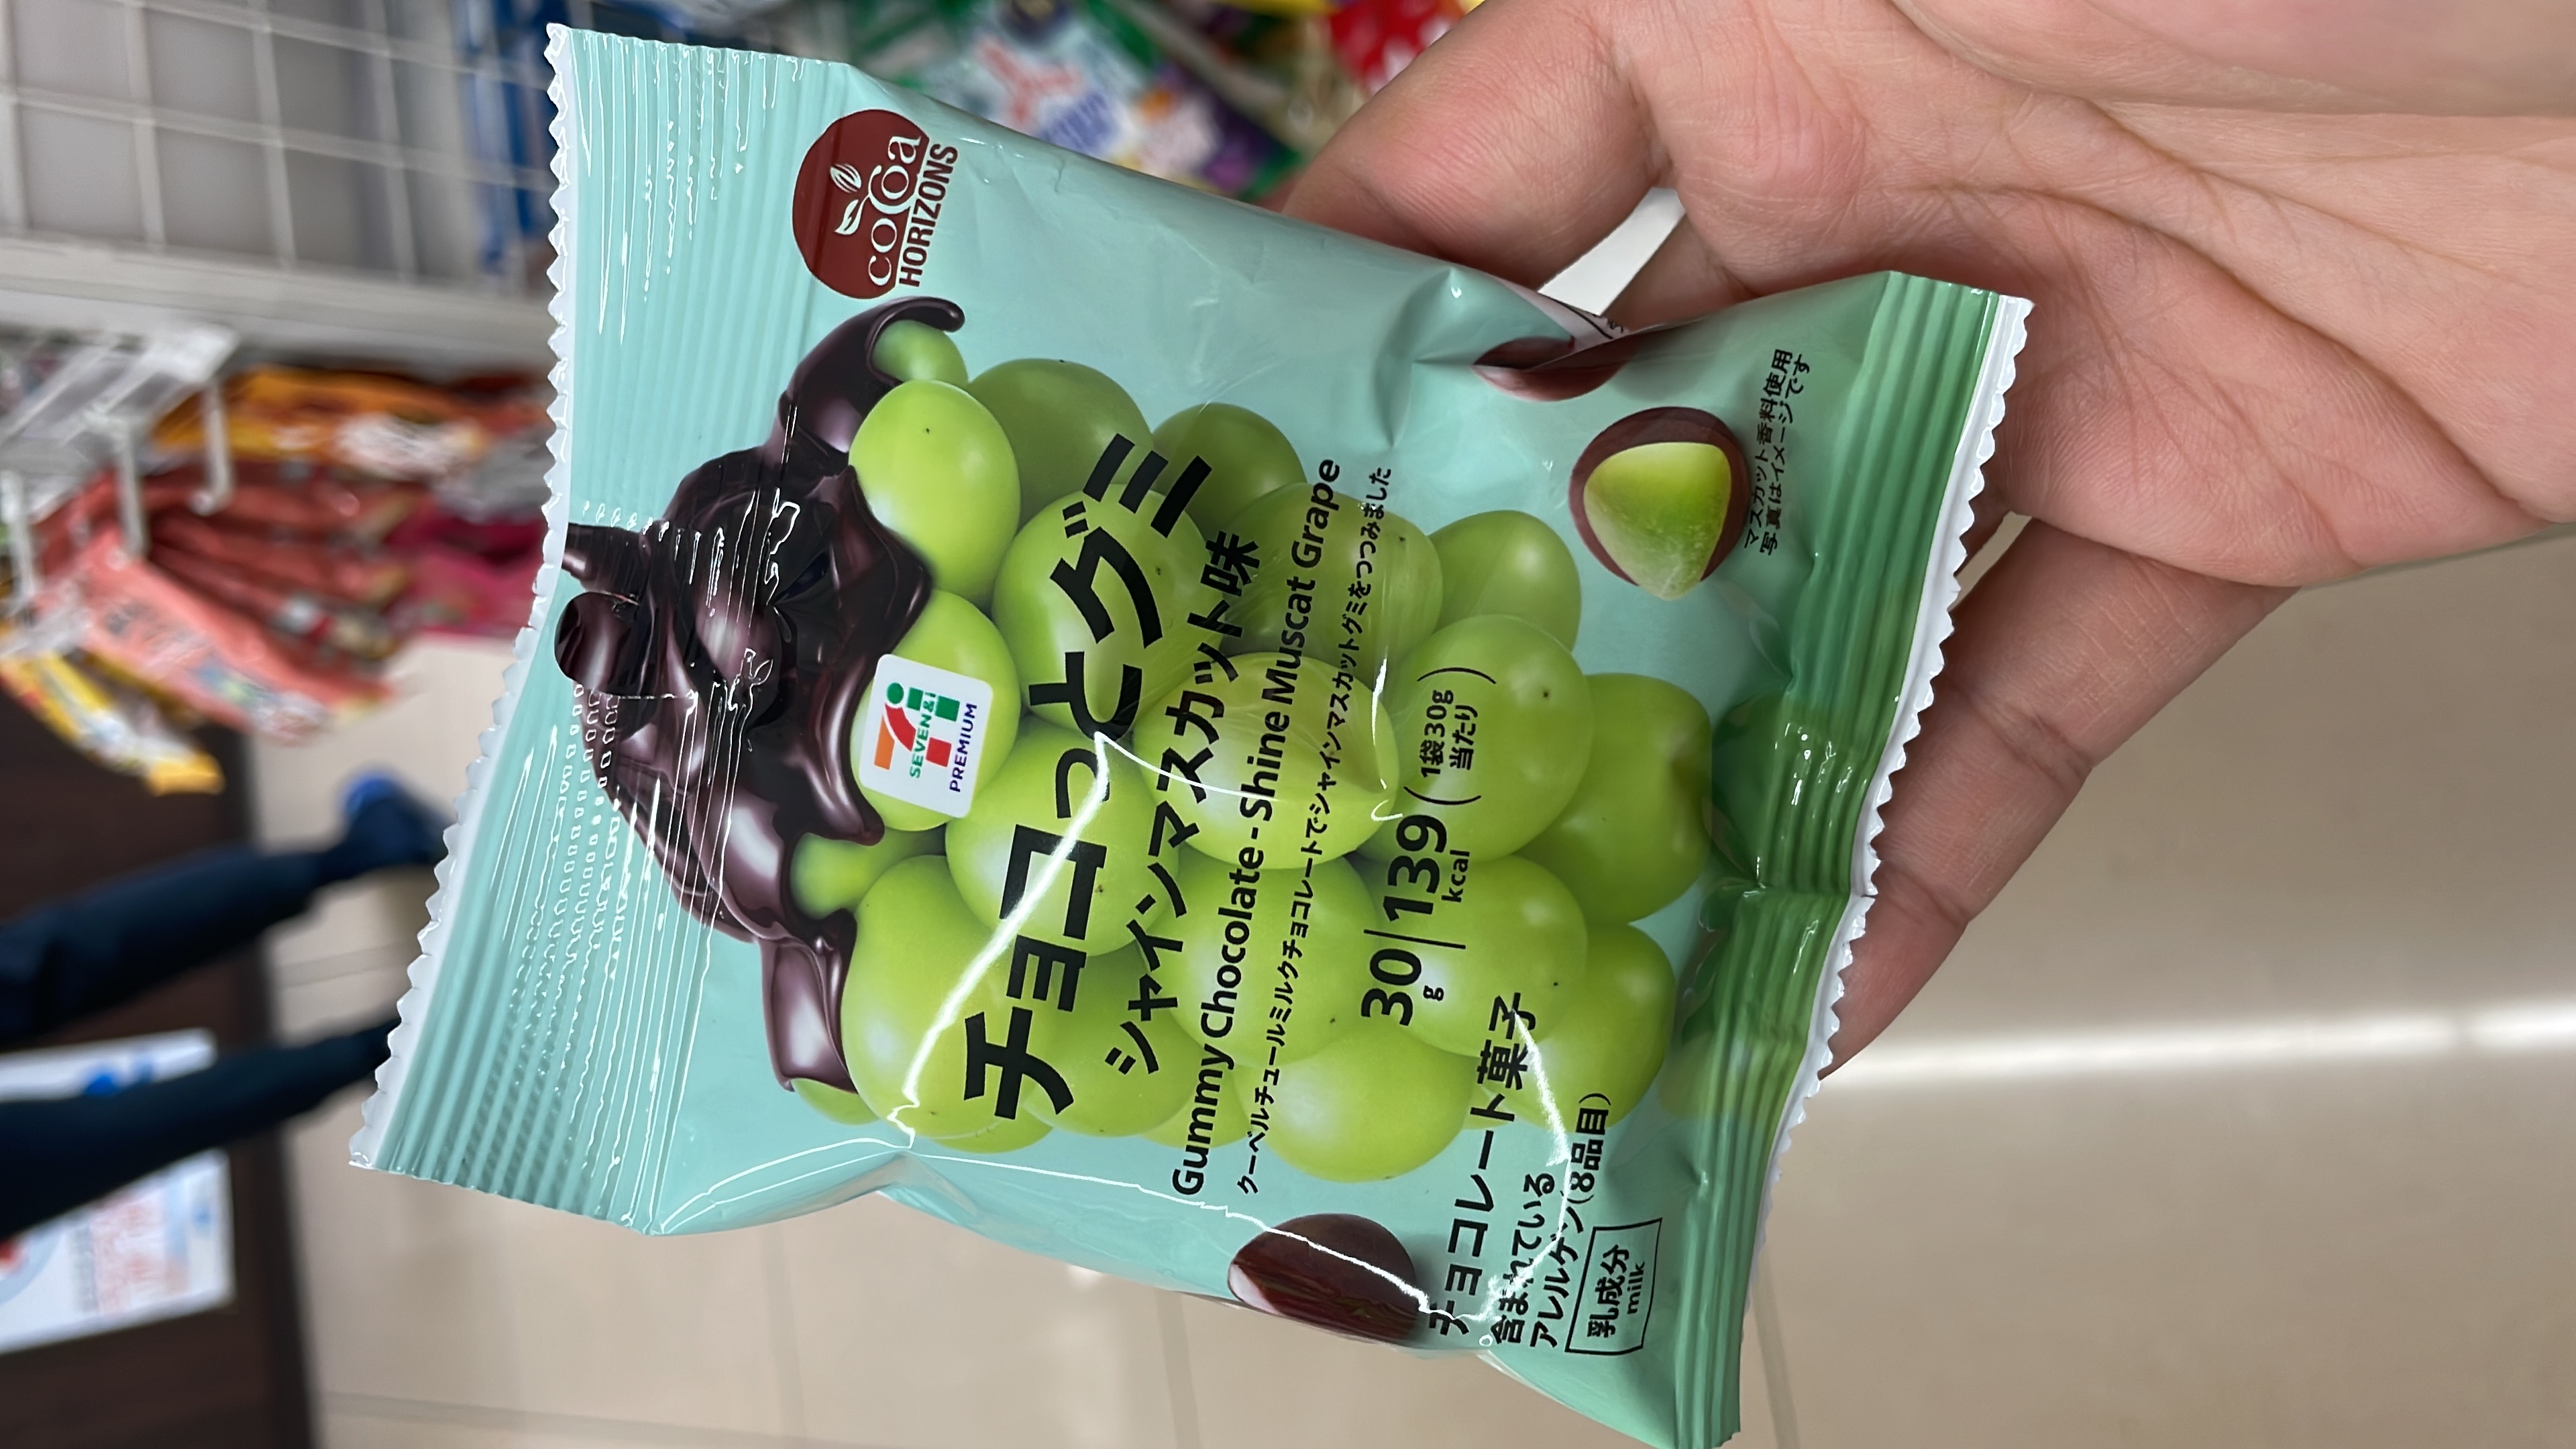 cocoa
HORIZONS
SEVEN&i
PREMIUM
チョコっとグミ
シャインマスカット味
Gummy Chocolate - Shine Muscat Grape
クーベルチュールミルクチョコレートでシャインマスカットグミをつつみました
30g 139kcal (1袋30g当たり)
チョコレート菓子
含まれている
アレルゲン(8品目)
乳成分
milk
マスカット香料使用
写真はイメージです